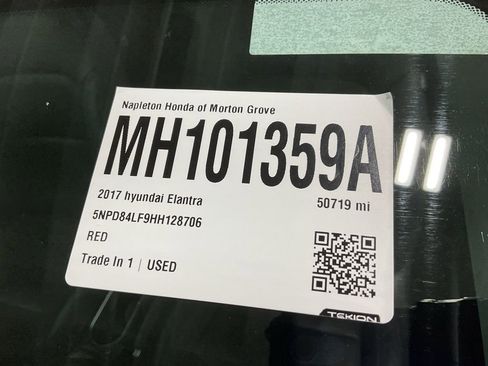 Napleton Honda of Morton Grove
MH101359A
2017 hyundai Elantra
50719 mi
5NPD84LF9HH128706
RED
Trade In 1 | USED
TEKION